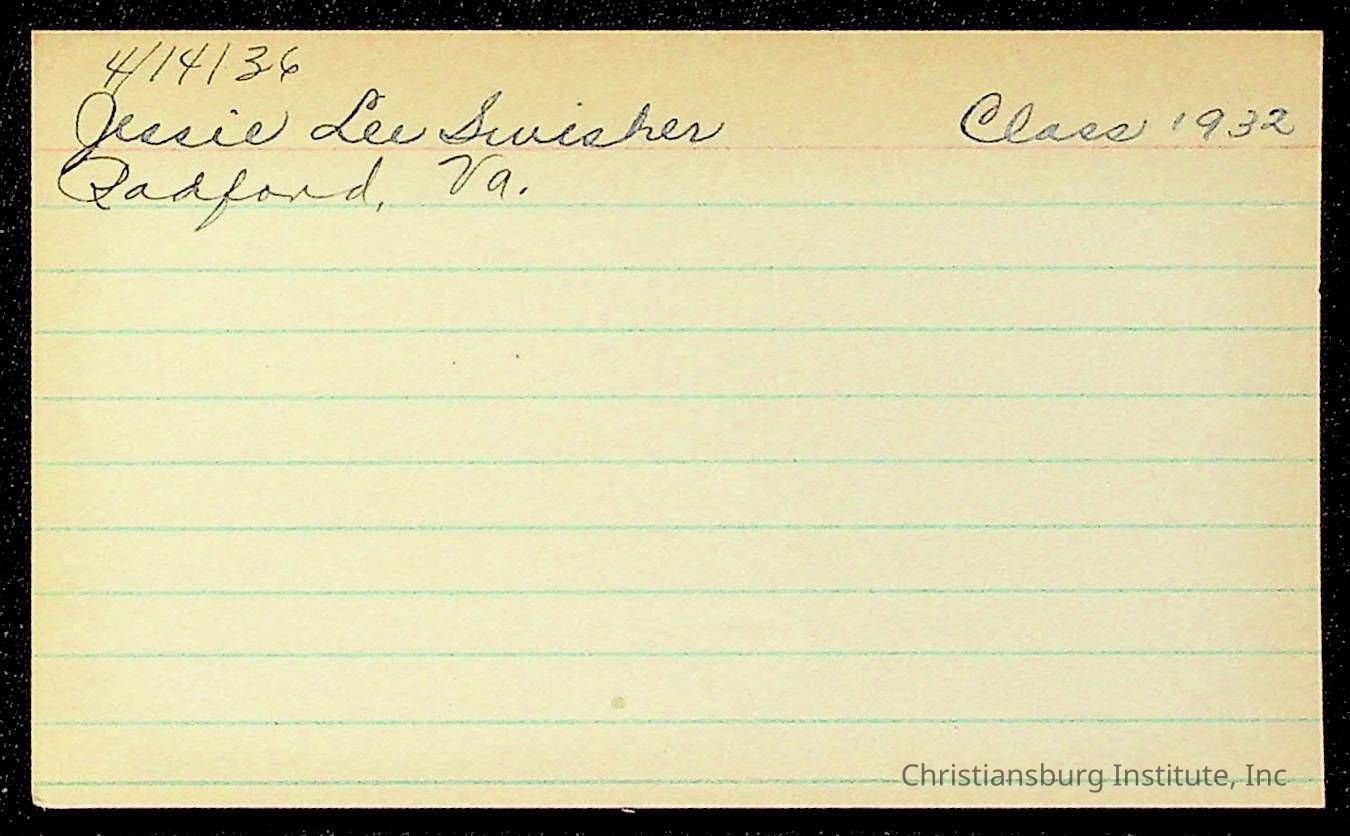 4/14/36
Jessie Lee Swisher Class 1932
Radford, Va.
Christiansburg Institute, Inc